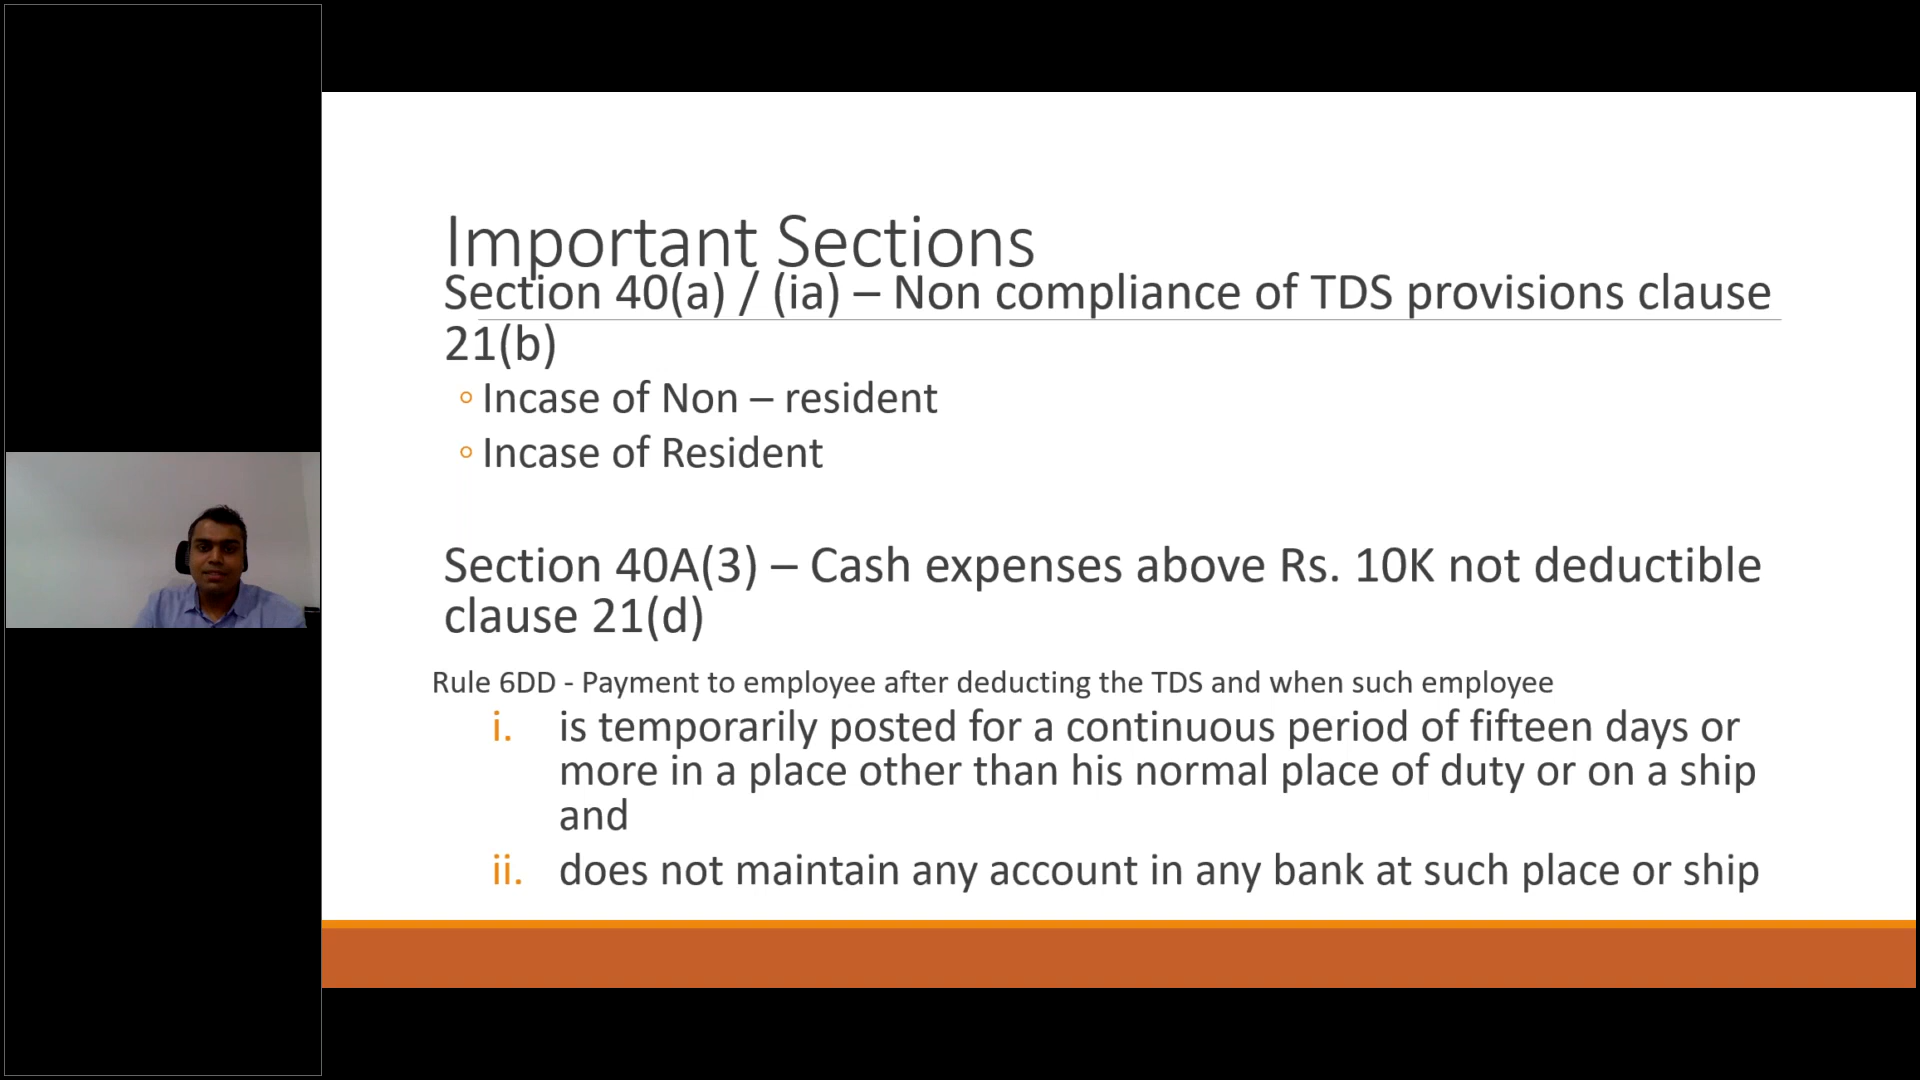 Important Sections
Section 40(a) / (ia) – Non compliance of TDS provisions clause
21(b)
◦ Incase of Non – resident
◦ Incase of Resident
Section 40A(3) – Cash expenses above Rs. 10K not deductible
clause 21(d)
Rule 6DD - Payment to employee after deducting the TDS and when such employee
i. is temporarily posted for a continuous period of fifteen days or
more in a place other than his normal place of duty or on a ship
and
ii. does not maintain any account in any bank at such place or ship